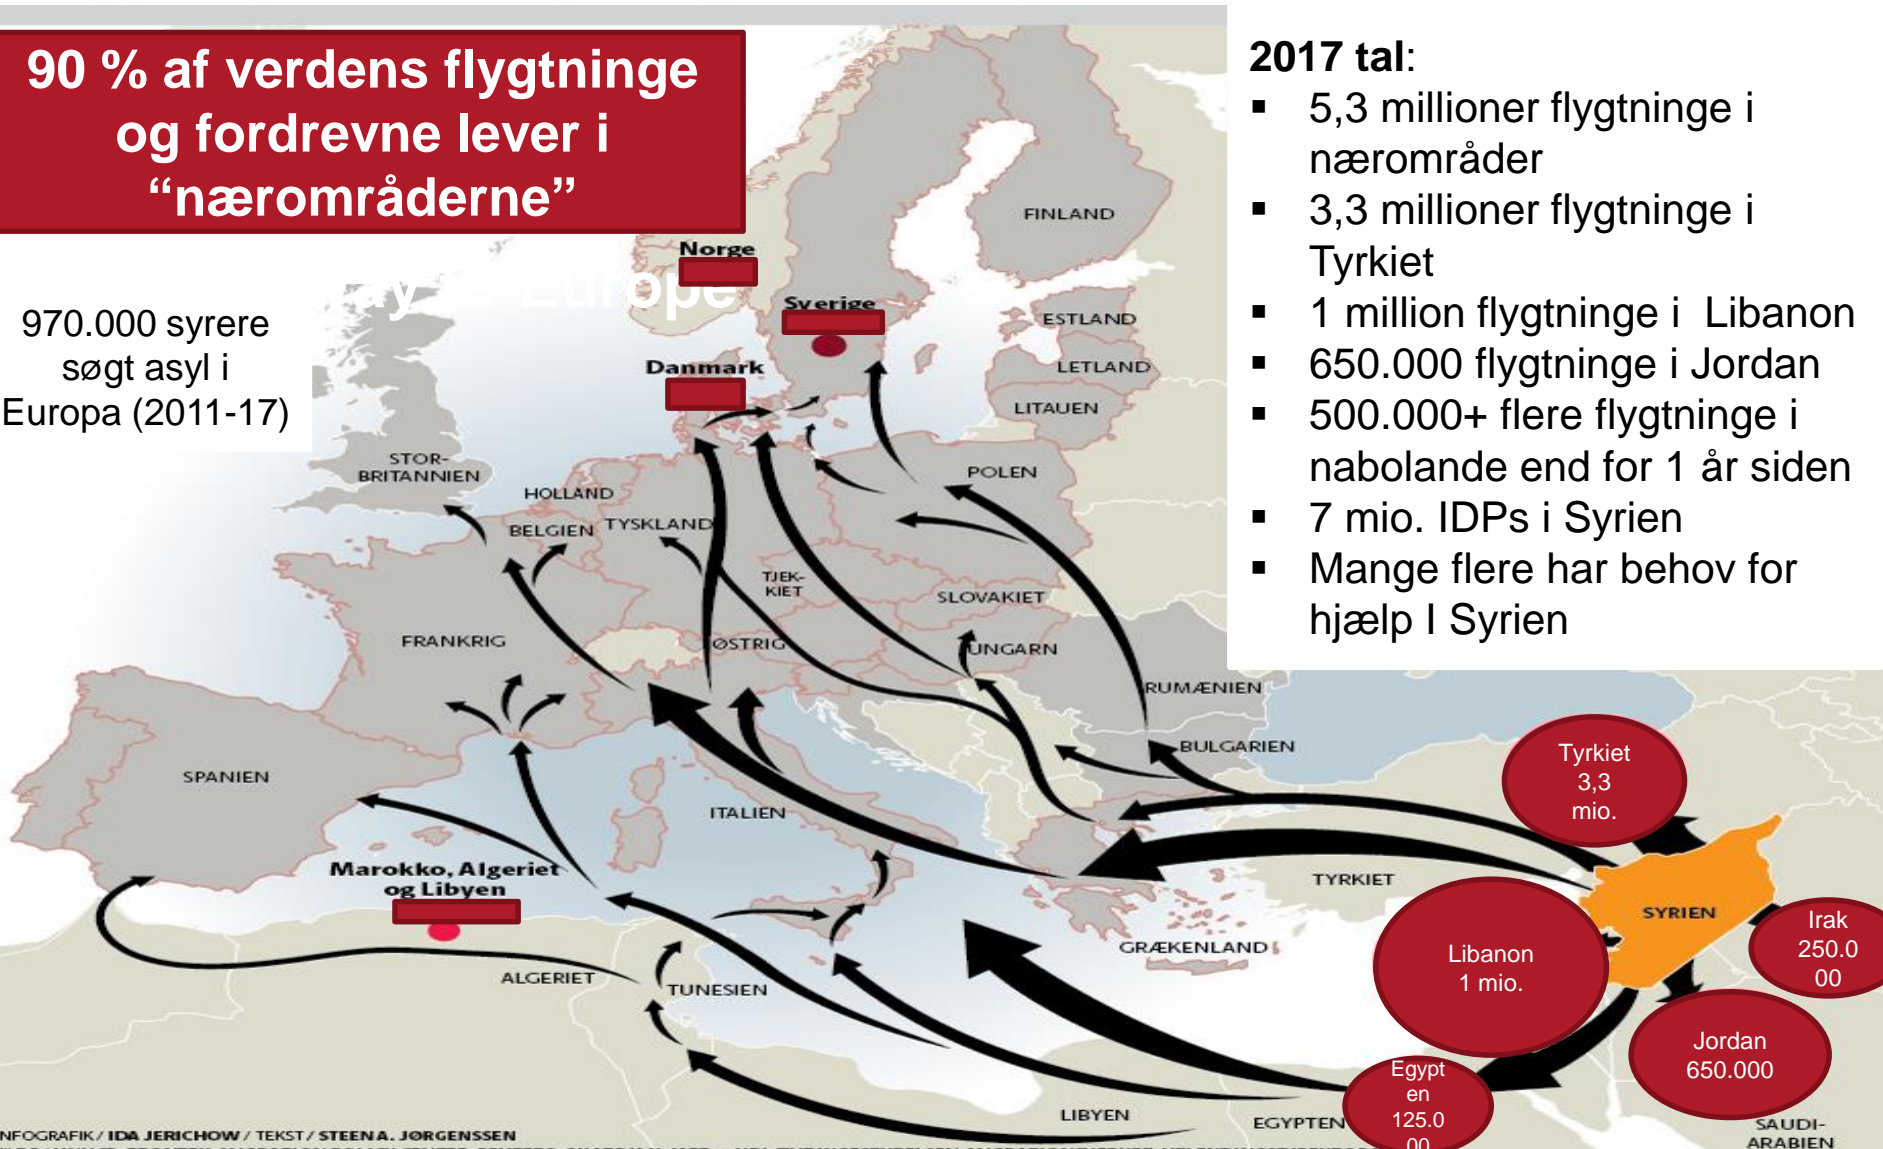 90 % af verdens flygtninge
og fordrevne lever i
“nærområderne”
Europe
970.000 syrere
søgt asyl i
Europa (2011-17)
2017 tal:
▪ 5,3 millioner flygtninge i
nærområder
▪ 3,3 millioner flygtninge i
Tyrkiet
▪ 1 million flygtninge i Libanon
▪ 650.000 flygtninge i Jordan
▪ 500.000+ flere flygtninge i
nabolande end for 1 år siden
▪ 7 mio. IDPs i Syrien
▪ Mange flere har behov for
hjælp I Syrien
FINLAND
Norge
Sverige
ESTLAND
Danmark
LETLAND
LITAUEN
STOR-
BRITANNIEN
POLEN
HOLLAND
BELGIEN
TYSKLAND
TJEK-
KIET
SLOVAKIET
FRANKRIG
ØSTRIG
UNGARN
RUMÆNIEN
BULGARIEN
SPANIEN
ITALIEN
Tyrkiet
3,3
mio.
Marokko, Algeriet
og Libyen
TYRKIET
SYRIEN
GRÆKENLAND
Libanon
1 mio.
Irak
250.0
00
ALGERIET
TUNESIEN
Jordan
650.000
Egypt
en
125.0
00
LIBYEN
EGYPTEN
SAUDI-
ARABIEN
NFOGRAFIK / IDA JERICHOW / TEKST / STEEN A. JØRGENSSEN